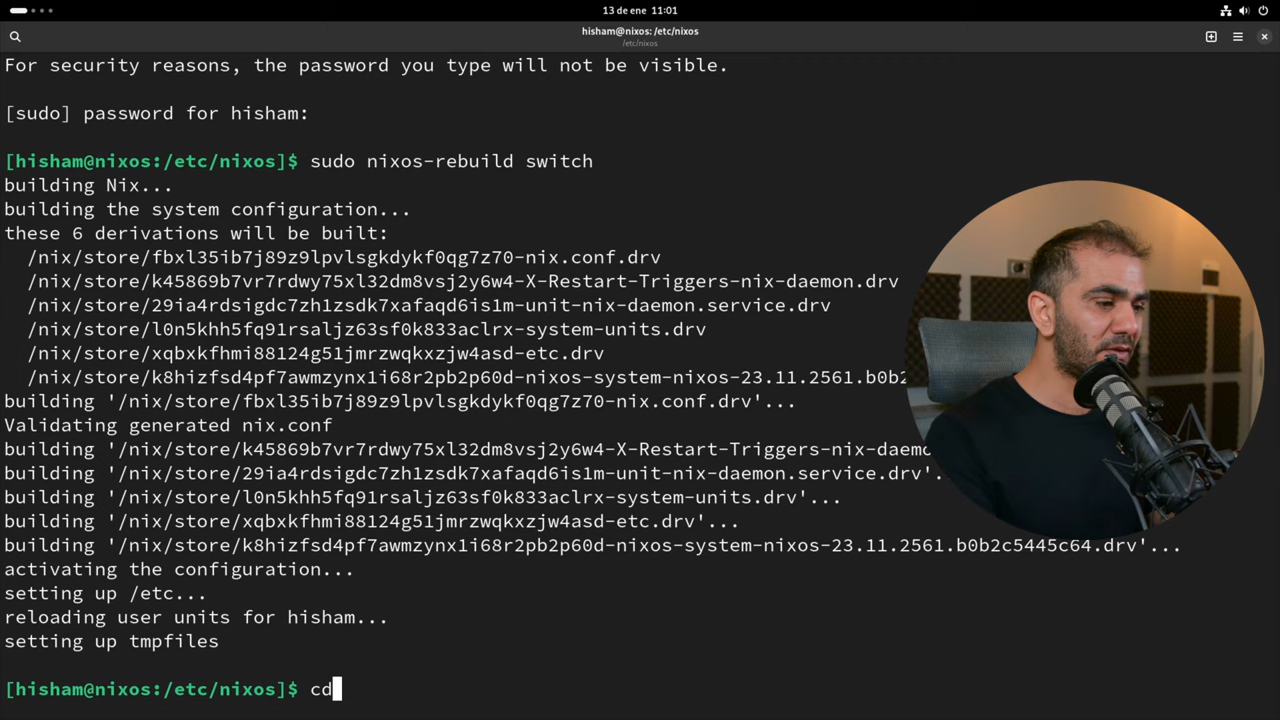 13 de ene 11:01
hisham@nixos: /etc/nixos
/etc/nixos
For security reasons, the password you type will not be visible.
[sudo] password for hisham:
[hisham@nixos:/etc/nixos]$ sudo nixos-rebuild switch
building Nix...
building the system configuration...
these 6 derivations will be built:
/nix/store/fbxl35ib7j89z9lpvlsgkdykf0qg7z70-nix.conf.drv
/nix/store/k45869b7vr7rdwy75xl32dm8vsj2y6w4-X-Restart-Triggers-nix-daemon.drv
/nix/store/29ia4rdsigdc7zh1zsdk7xafaqd6is1m-unit-nix-daemon.service.drv
/nix/store/l0n5khh5fq91rsaljz63sf0k833aclrx-system-units.drv
/nix/store/xqbxkfhmi88124g51jmrzwqkxzjw4asd-etc.drv
/nix/store/k8hizfsd4pf7awmzynx1i68r2pb2p60d-nixos-system-nixos-23.11.2561.b0b2
building '/nix/store/fbxl35ib7j89z9lpvlsgkdykf0qg7z70-nix.conf.drv'...
Validating generated nix.conf
building '/nix/store/k45869b7vr7rdwy75xl32dm8vsj2y6w4-X-Restart-Triggers-nix-daemo
building '/nix/store/29ia4rdsigdc7zh1zsdk7xafaqd6is1m-unit-nix-daemon.service.drv'.
building '/nix/store/l0n5khh5fq91rsaljz63sf0k833aclrx-system-units.drv'...
building '/nix/store/xqbxkfhmi88124g51jmrzwqkxzjw4asd-etc.drv'...
building '/nix/store/k8hizfsd4pf7awmzynx1i68r2pb2p60d-nixos-system-nixos-23.11.2561.b0b2c5445c64.drv'...
activating the configuration...
setting up /etc...
reloading user units for hisham...
setting up tmpfiles
[hisham@nixos:/etc/nixos]$ cd